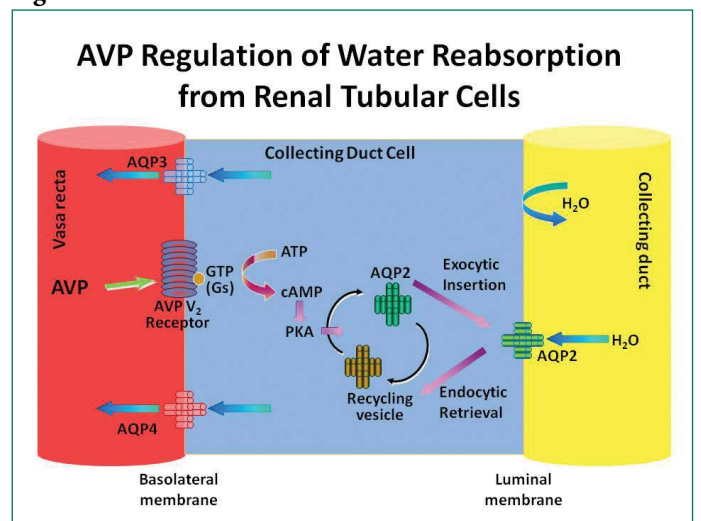 AVP Regulation of Water Reabsorption
from Renal Tubular Cells
Collecting Duct Cell
Vasa recta
AQP3
Collecting duct
H₂O
AVP
GTP
(Gs)
ATP
cAMP
PKA
AVP V₂
Receptor
AQP2
Exocytic
Insertion
H₂O
AQP2
Recycling
vesicle
Endocytic
Retrieval
AQP4
Basolateral
membrane
Luminal
membrane